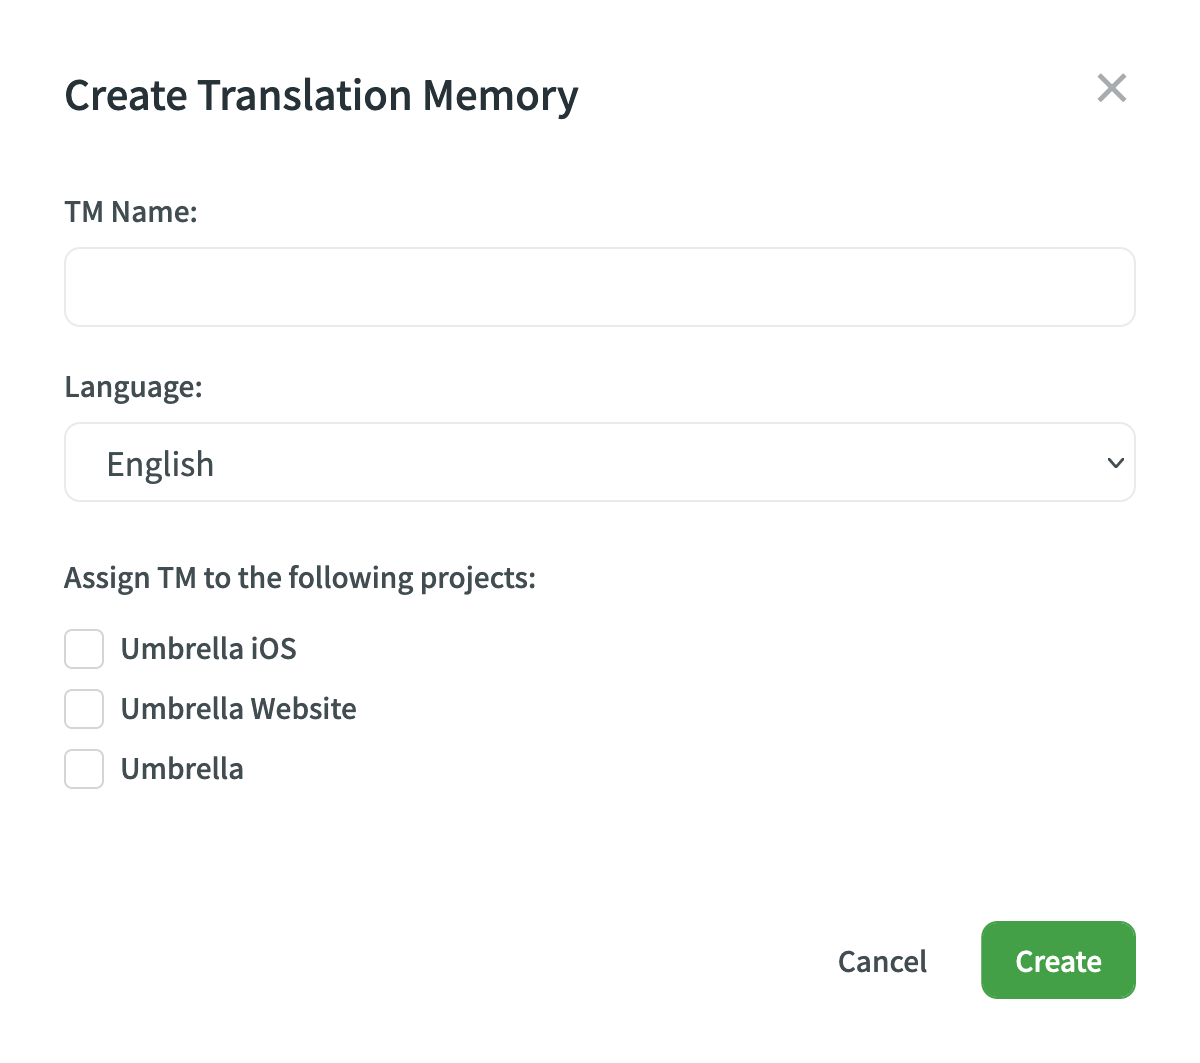 Create Translation Memory
TM Name:
Language:
English
Assign TM to the following projects:
Umbrella iOS
Umbrella Website
Umbrella
Cancel
Create